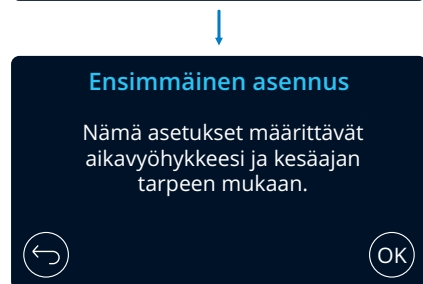 Ensimmäinen asennus
Nämä asetukset määrittävät
aikavyöhykkeesi ja kesäajan
tarpeen mukaan.
OK